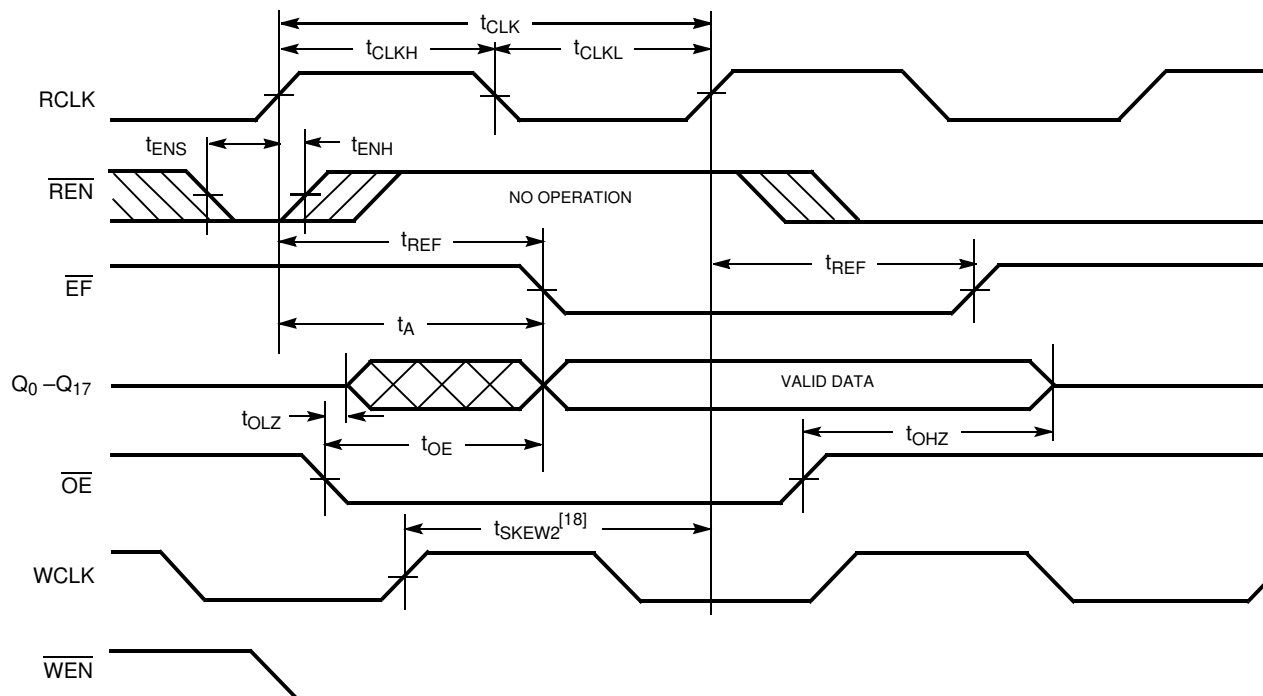 tCLK
tCLKH
tCLKL
RCLK
tENS
tENH
REN
NO OPERATION
tREF
tREF
EF
tA
Q0 –Q17
VALID DATA
tOLZ
tOE
tOHZ
OE
tSKEW2[18]
WCLK
WEN